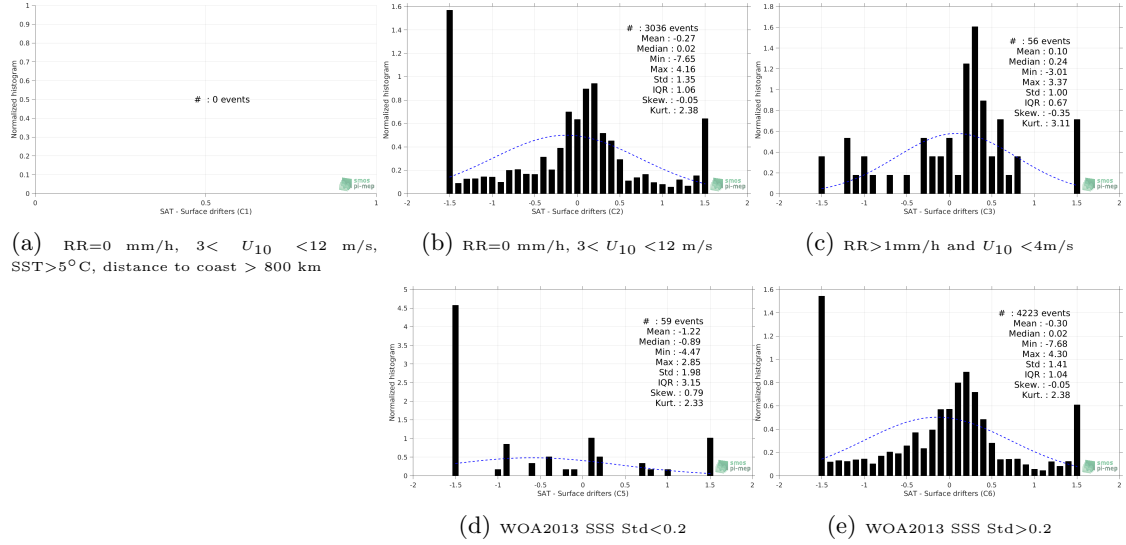 1
0.9
0.8
0.7
0.6
0.5
0.4
0.3
0.2
0.1
0
0
0.5
1
Normalized histogram
# : 0 events
SAT - Surface drifters (C1)
smos
pi-mep
1.6
1.4
1.2
1
0.8
0.6
0.4
0.2
0
-2
-1.5
-1
-0.5
0
0.5
1
1.5
2
Normalized histogram
# : 3036 events
Mean : -0.27
Median : 0.02
Min : -7.65
Max : 4.16
Std : 1.35
IQR : 1.06
Skew. : -0.05
Kurt. : 2.38
SAT - Surface drifters (C2)
smos
pi-mep
1.8
1.6
1.4
1.2
1
0.8
0.6
0.4
0.2
0
-2
-1.5
-1
-0.5
0
0.5
1
1.5
2
Normalized histogram
# : 56 events
Mean : 0.10
Median : 0.24
Min : -3.01
Max : 3.37
Std : 1.00
IQR : 0.67
Skew. : -0.35
Kurt. : 3.11
SAT - Surface drifters (C3)
smos
pi-mep
(a) RR=0 mm/h, 3< U10 <12 m/s,
SST>5°C, distance to coast > 800 km
(b) RR=0 mm/h, 3< U10 <12 m/s
(c) RR>1mm/h and U10 <4m/s
5
4.5
4
3.5
3
2.5
2
1.5
1
0.5
0
-2
-1.5
-1
-0.5
0
0.5
1
1.5
2
Normalized histogram
# : 59 events
Mean : -1.22
Median : -0.89
Min : -4.47
Max : 2.85
Std : 1.98
IQR : 3.15
Skew. : 0.79
Kurt. : 2.33
SAT - Surface drifters (C5)
smos
pi-mep
1.6
1.4
1.2
1
0.8
0.6
0.4
0.2
0
-2
-1.5
-1
-0.5
0
0.5
1
1.5
2
Normalized histogram
# : 4223 events
Mean : -0.30
Median : 0.02
Min : -7.68
Max : 4.30
Std : 1.41
IQR : 1.04
Skew. : -0.05
Kurt. : 2.38
SAT - Surface drifters (C6)
smos
pi-mep
(d) WOA2013 SSS Std<0.2
(e) WOA2013 SSS Std>0.2